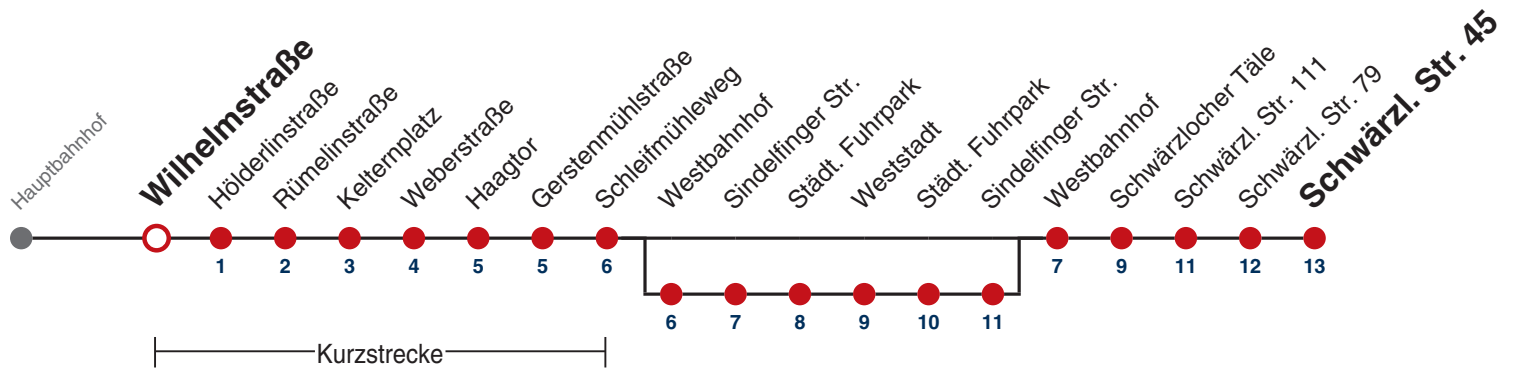 Hauptbahnhof
Wilhelmstraße
Hölderlinstraße
Rümelinstraße
Kelternplatz
Weberstraße
Haagtor
Gerstenmühlstraße
Schleifmühleweg
Westbahnhof
Sindelfinger Str.
Städt. Fuhrpark
Weststadt
Städt. Fuhrpark
Sindelfinger Str.
Westbahnhof
Schwärzlocher Täle
Schwärzl. Str. 111
Schwärzl. Str. 79
Schwärzl. Str. 45
1 2 3 4 5 5 6 7 9 11 12 13
6 7 8 9 10 11
Kurzstrecke